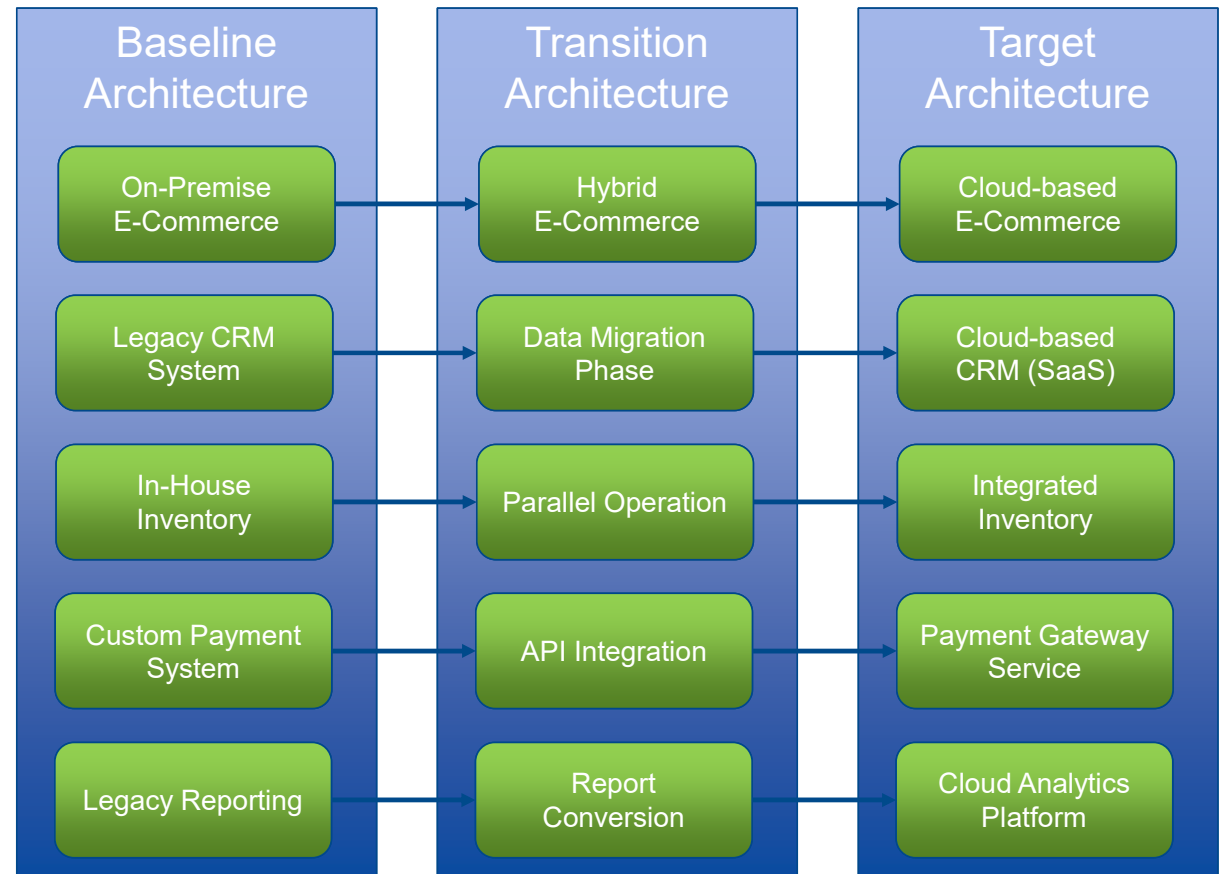 Baseline
Architecture
Transition
Architecture
Target
Architecture
On-Premise
E-Commerce
Hybrid
E-Commerce
Cloud-based
E-Commerce
Legacy CRM
System
Data Migration
Phase
Cloud-based
CRM (SaaS)
In-House
Inventory
Parallel Operation
Integrated
Inventory
Custom Payment
System
API Integration
Payment Gateway
Service
Legacy Reporting
Report
Conversion
Cloud Analytics
Platform